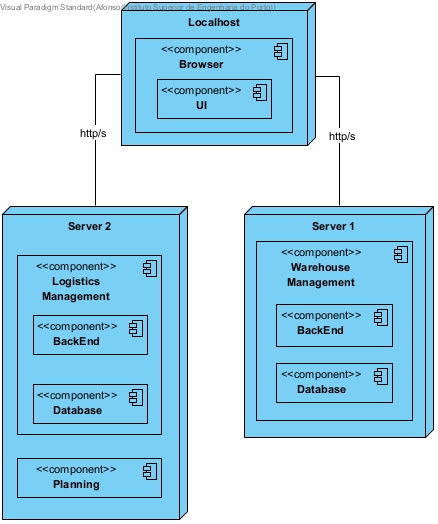 Visual Paradigm Standard(Afonso(Instituto Superior de Engenharia do Porto))
Localhost
<<component>>
Browser
<<component>>
UI
http/s
http/s
Server 2
<<component>>
Logistics
Management
<<component>>
BackEnd
<<component>>
Database
<<component>>
Planning
Server 1
<<component>>
Warehouse
Management
<<component>>
BackEnd
<<component>>
Database